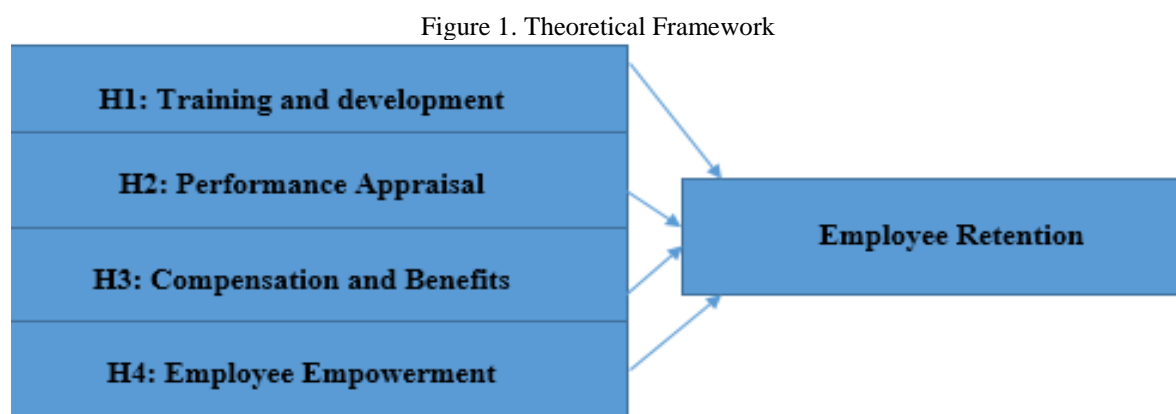 Figure 1. Theoretical Framework
H1: Training and development
H2: Performance Appraisal
H3: Compensation and Benefits
H4: Employee Empowerment
Employee Retention